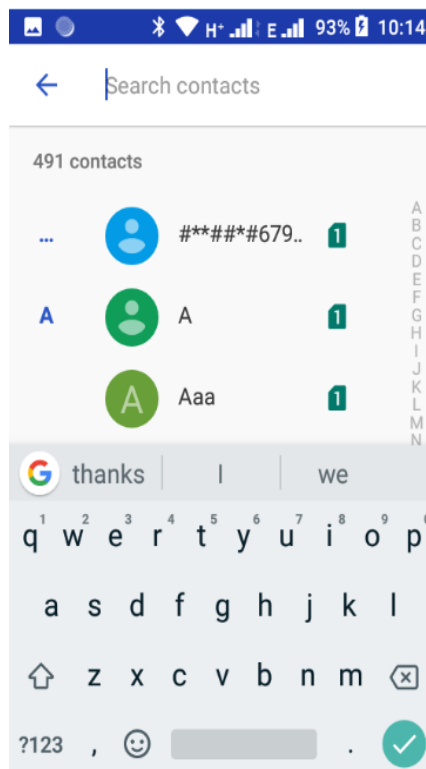 H+ E 93% 10:14
Search contacts
491 contacts
... #**##*#679.. 1
A A 1
A Aaa 1
A
B
C
D
E
F
G
H
I
J
K
L
M
N
G thanks I we
1 2 3 4 5 6 7 8 9
q w e r t y u i o p
a s d f g h j k l
z x c v b n m
?123 , .